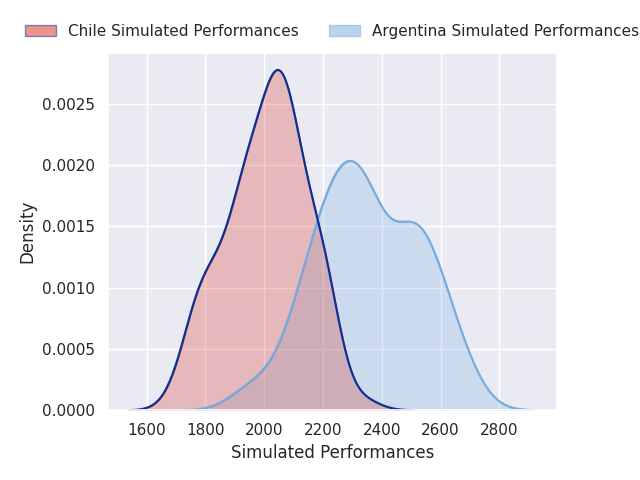 Chile Simulated Performances Argentina Simulated Performances
0.0025
0.0020
0.0015
0.0010
0.0005
0.0000
Density
1600 1800 2000 2200 2400 2600 2800
Simulated Performances